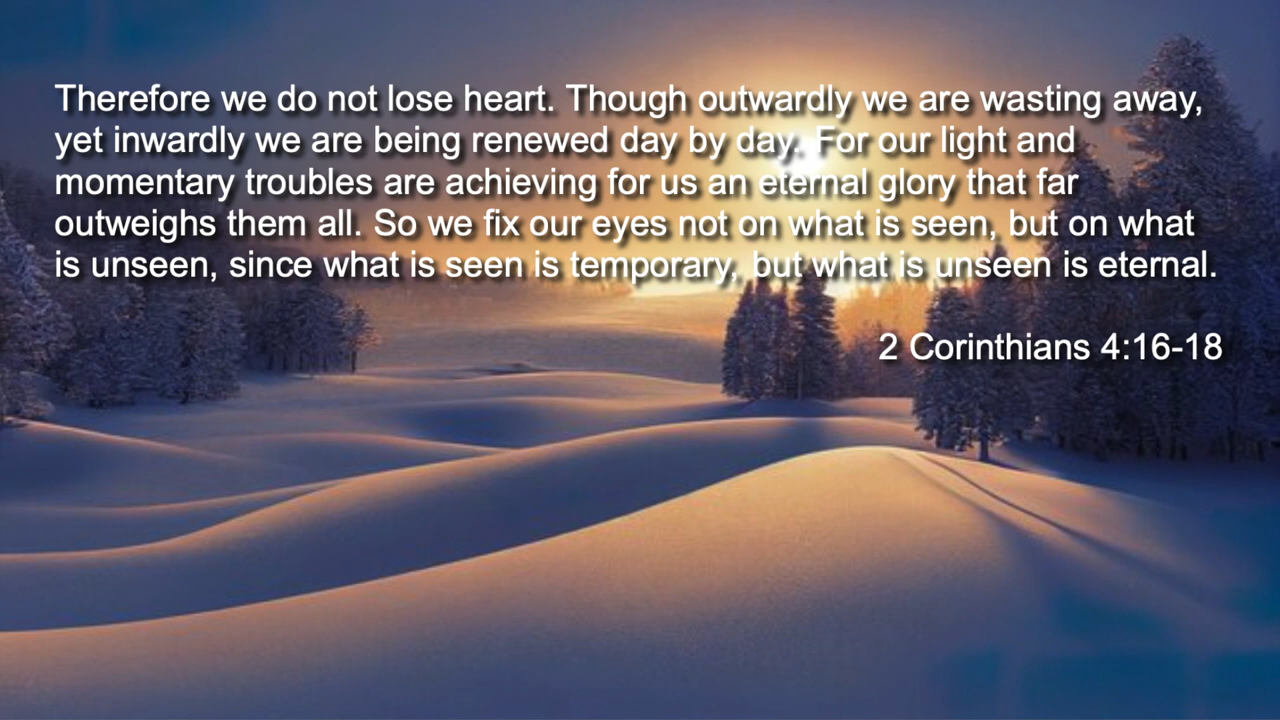 Therefore we do not lose heart. Though outwardly we are wasting away,
yet inwardly we are being renewed day by day. For our light and
momentary troubles are achieving for us an eternal glory that far
outweighs them all. So we fix our eyes not on what is seen, but on what
is unseen, since what is seen is temporary, but what is unseen is eternal.
2 Corinthians 4:16-18